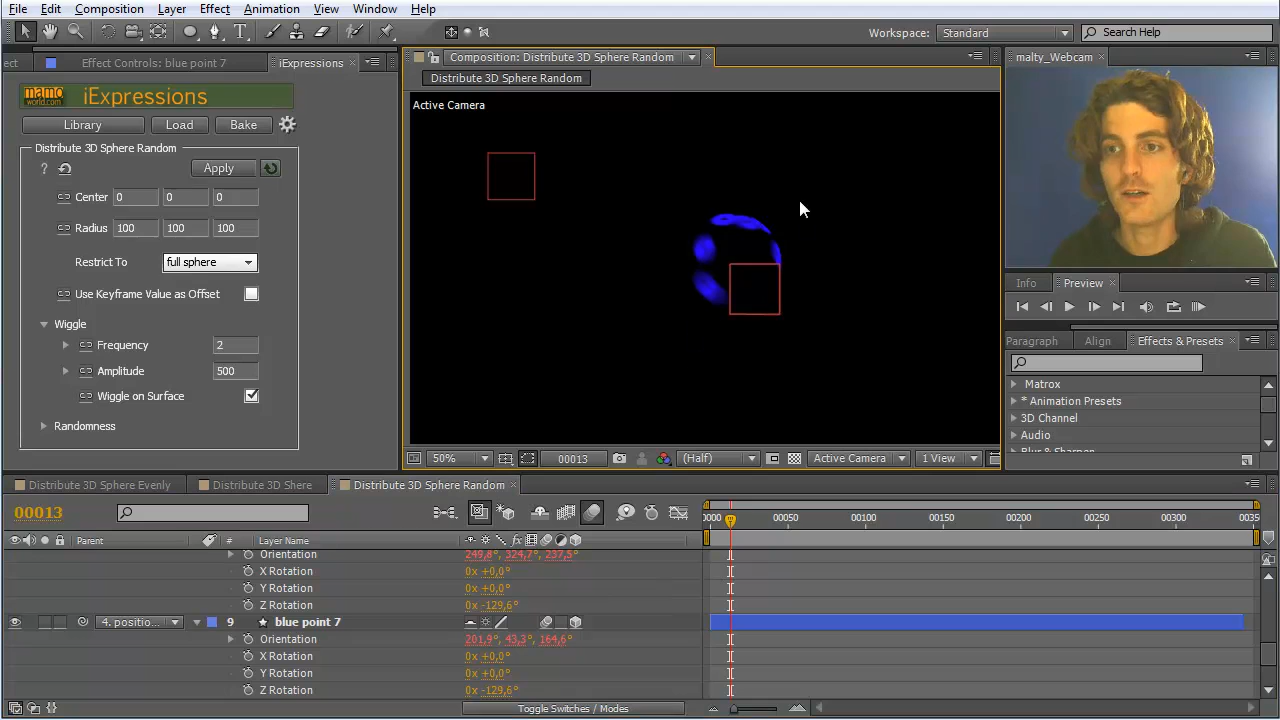 File Edit Composition Layer Effect Animation View Window Help
Workspace: Standard Search Help
ect Effect Controls: blue point 7 iExpressions
Composition: Distribute 3D Sphere Random
malty_Webcam
Distribute 3D Sphere Random
mamo world.com iExpressions
Active Camera
Library Load Bake
Distribute 3D Sphere Random
? Apply
Center 0 0 0
Radius 100 100 100
Restrict To full sphere
Use Keyframe Value as Offset
Wiggle
Frequency 2
Amplitude 500
Wiggle on Surface
Randomness
Info Preview
Paragraph Align Effects & Presets
Matrox
* Animation Presets
3D Channel
Audio
Blur & Sharpen
50% 00013 (Half) Active Camera 1 View
Distribute 3D Sphere Evenly Distribute 3D Shere Distribute 3D Sphere Random
00013
0000 00050 00100 00150 00200 00250 00300 0035
Parent # Layer Name fx
Orientation 249,8°, 324,7°, 237,5°
X Rotation 0x +0,0°
Y Rotation 0x +0,0°
Z Rotation 0x -129,6°
4. positio... 9 blue point 7
Orientation 201,9°, 43,3°, 164,6°
X Rotation 0x +0,0°
Y Rotation 0x +0,0°
Z Rotation 0x -129,6°
Toggle Switches / Modes